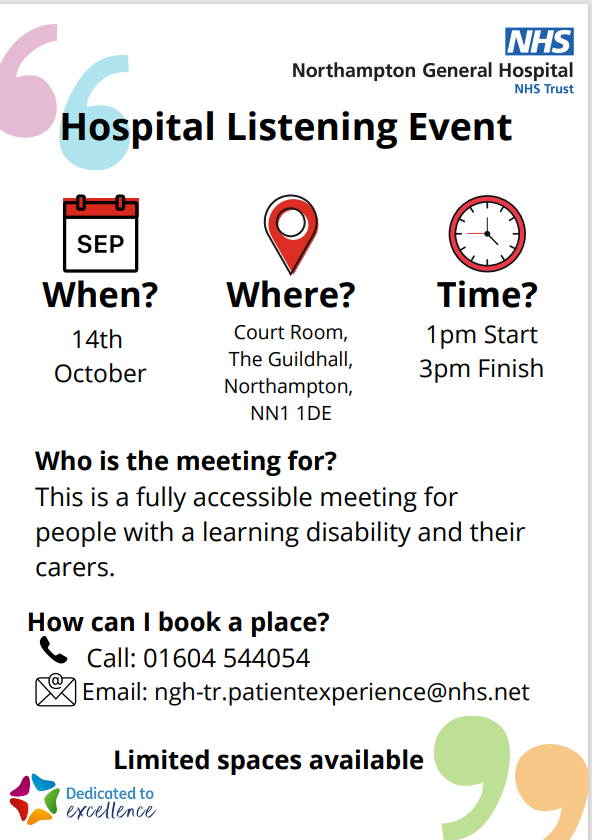 NHS
Northampton General Hospital
NHS Trust
Hospital Listening Event
SEP
When?
14th
October
Where?
Court Room,
The Guildhall,
Northampton,
NN1 1DE
Time?
1pm Start
3pm Finish
Who is the meeting for?
This is a fully accessible meeting for
people with a learning disability and their
carers.
How can I book a place?
Call: 01604 544054
@
Email: ngh-tr.patientexperience@nhs.net
Limited spaces available
Dedicated to
excellence